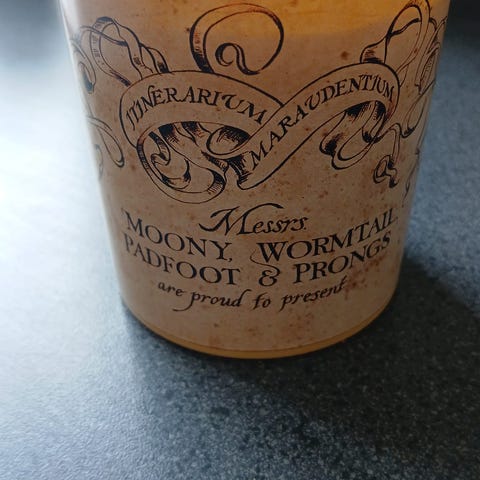 ITINERARIUM
MARAUDENTIUM
Messrs.
MOONY, WORMTAIL
PADFOOT & PRONGS
are proud to present